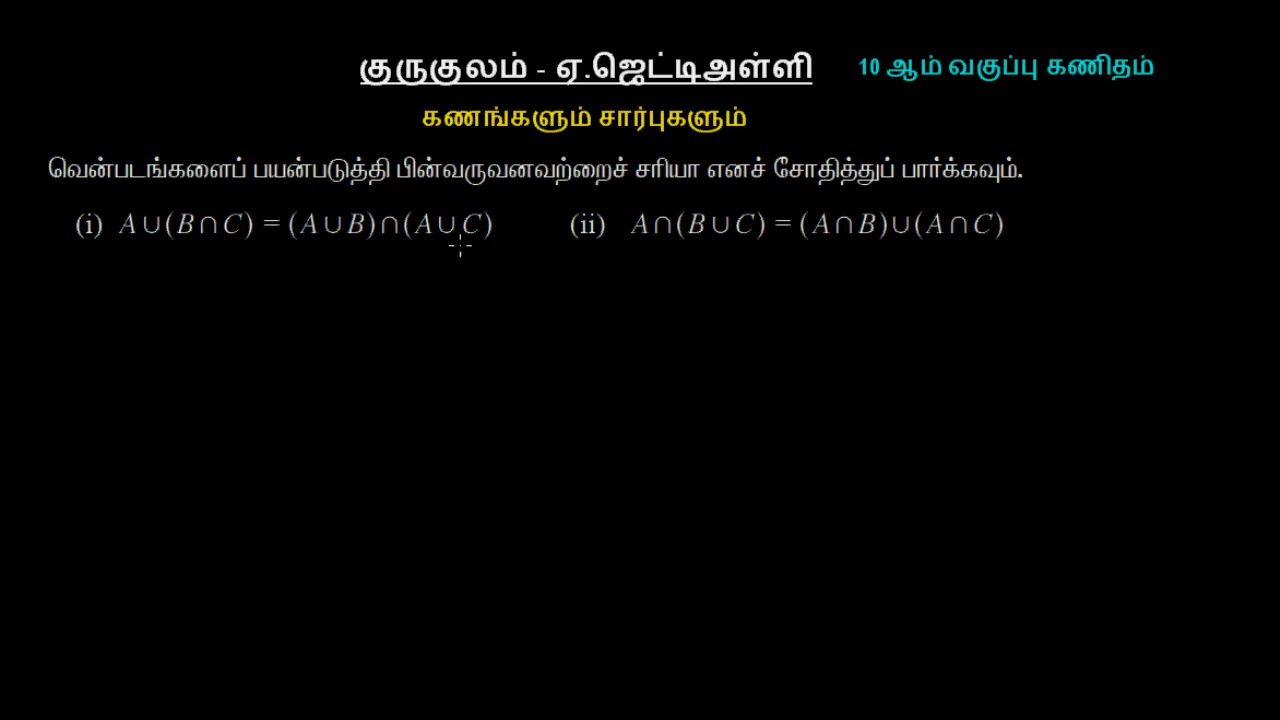 குருகுலம் - ஏ.ஜெட்டிஅள்ளி
10 ஆம் வகுப்பு கணிதம்
கணங்களும் சார்புகளும்
வென்படங்களைப் பயன்படுத்தி பின்வருவனவற்றைச் சரியா எனச் சோதித்துப் பார்க்கவும்.
(i) A∪(B∩C) = (A∪B)∩(A∪C) (ii) A∩(B∪C) = (A∩B)∪(A∩C)